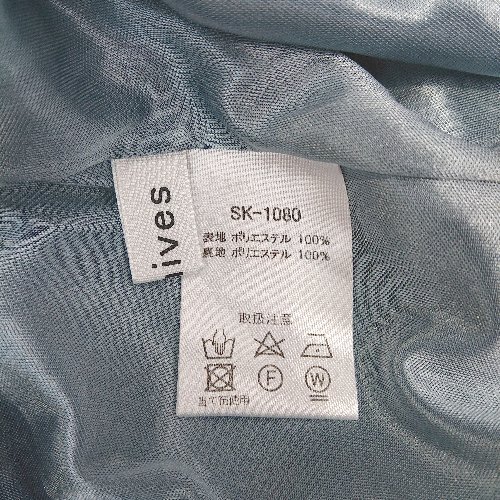 ives
SK-1080
表地 ポリエステル 100%
裏地 ポリエステル 100%
取扱注意
F W
当て布使用